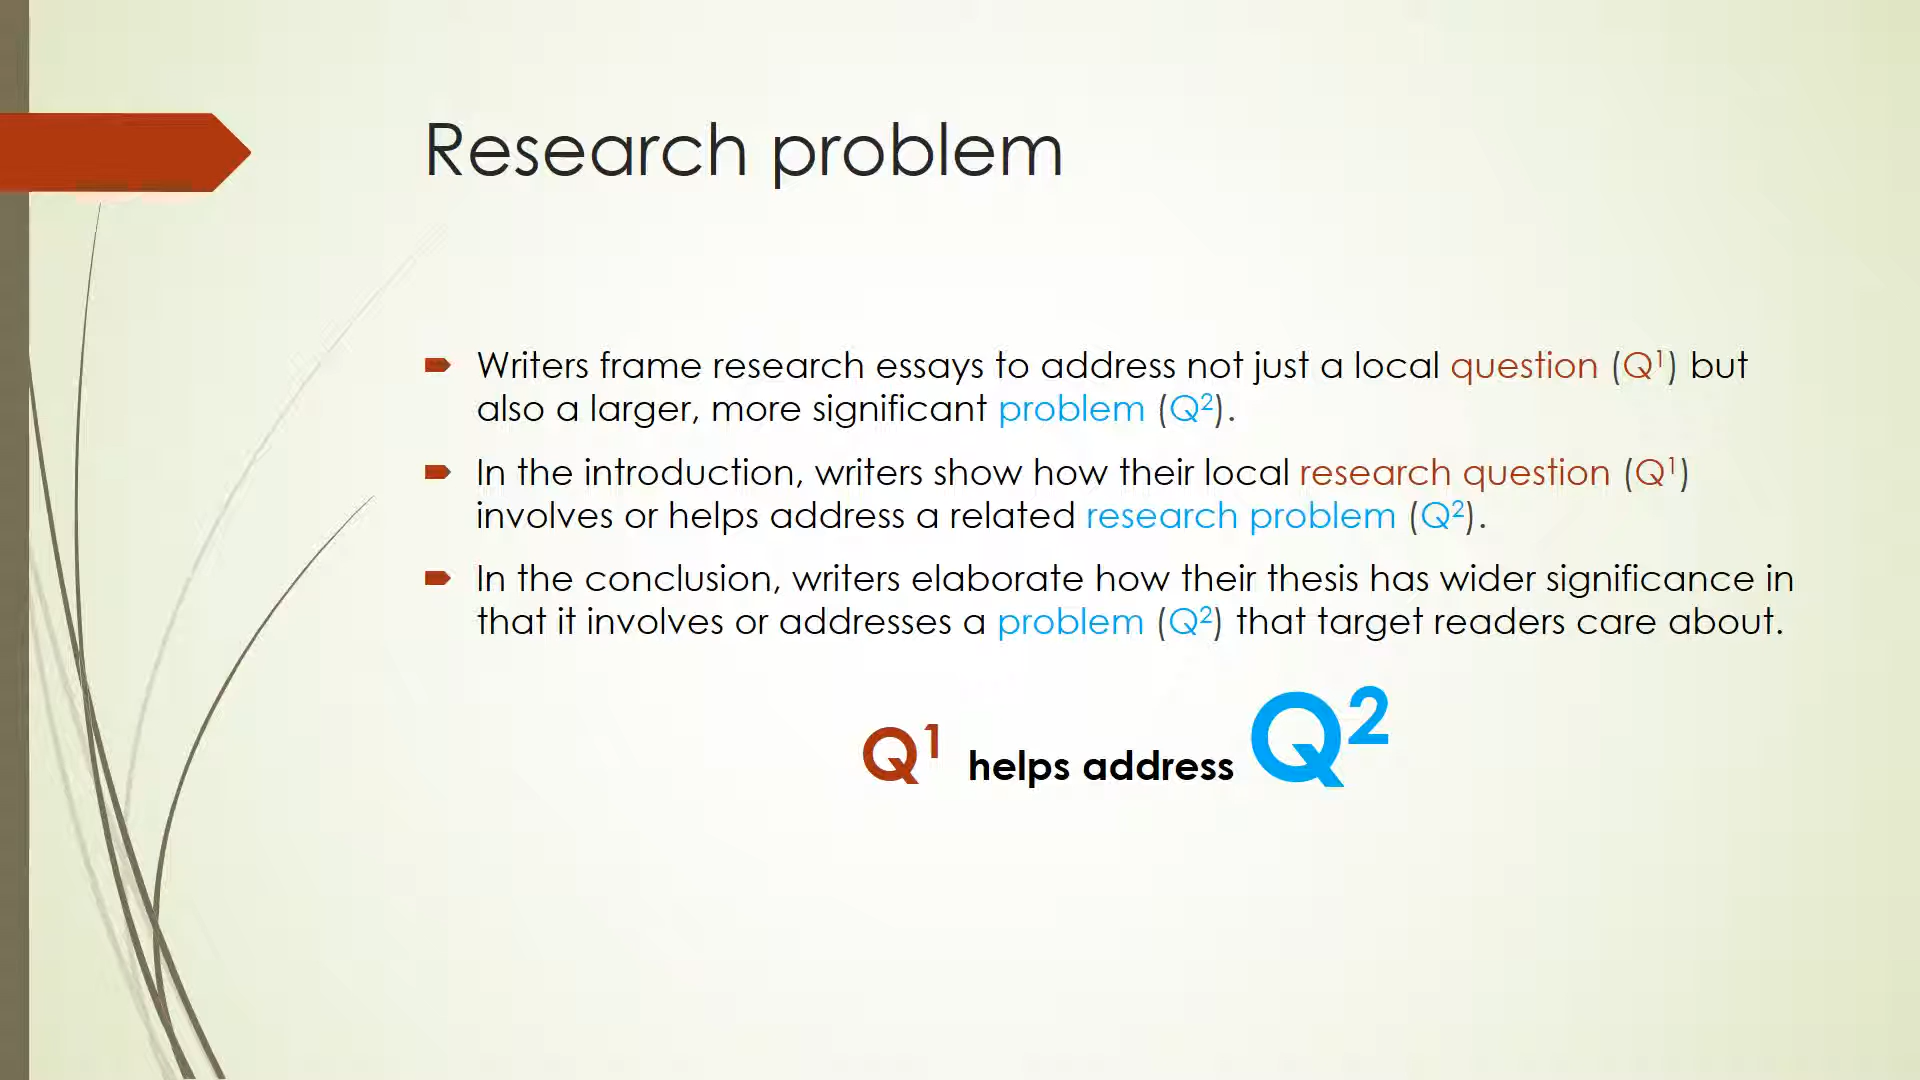 Research problem
Writers frame research essays to address not just a local question (Q¹) but
also a larger, more significant problem (Q²).
In the introduction, writers show how their local research question (Q¹)
involves or helps address a related research problem (Q²).
In the conclusion, writers elaborate how their thesis has wider significance in
that it involves or addresses a problem (Q²) that target readers care about.
Q¹ helps address Q²